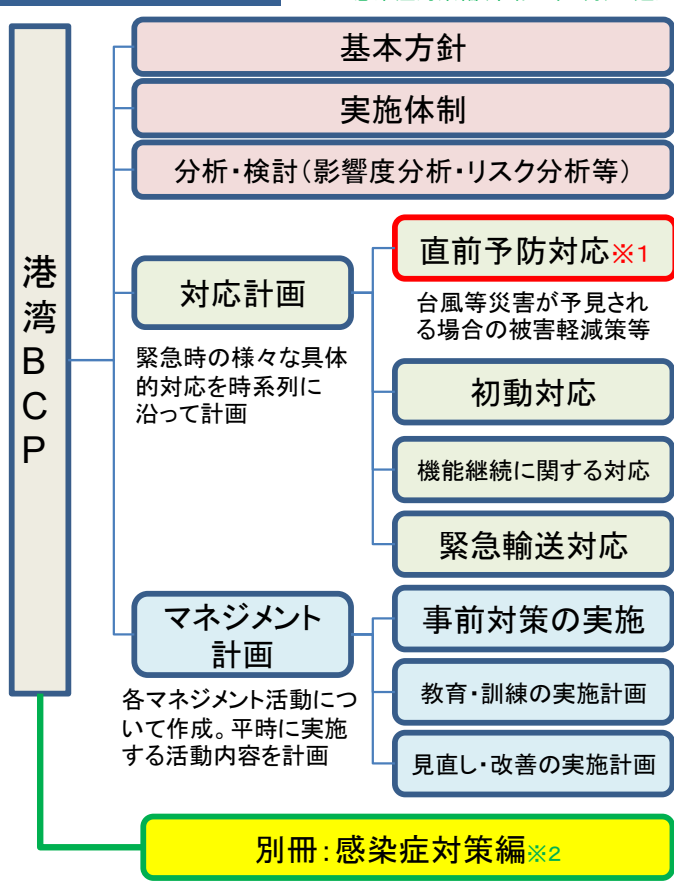 基本方針
実施体制
分析・検討(影響度分析・リスク分析等)
港湾BCP
対応計画
緊急時の様々な具体
的対応を時系列に
沿って計画
直前予防対応※1
台風等災害が予見され
る場合の被害軽減策等
初動対応
機能継続に関する対応
緊急輸送対応
マネジメント
計画
各マネジメント活動につ
いて作成。平時に実施
する活動内容を計画
事前対策の実施
教育・訓練の実施計画
見直し・改善の実施計画
別冊:感染症対策編※2